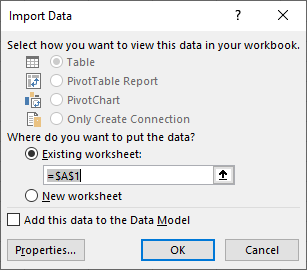 Import Data
Select how you want to view this data in your workbook.
Table
PivotTable Report
PivotChart
Only Create Connection
Where do you want to put the data?
Existing worksheet:
=$A$1
New worksheet
Add this data to the Data Model
Properties...
OK
Cancel